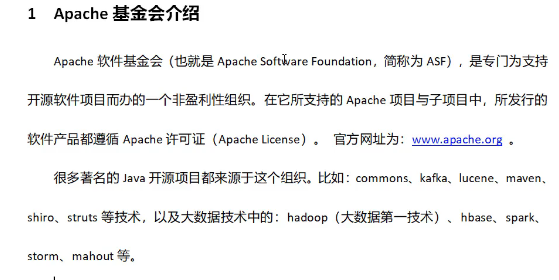 1 Apache 基金会介绍
Apache 软件基金会（也就是 Apache Software Foundation，简称为 ASF），是专门为支持
开源软件项目而办的一个非盈利性组织。在它所支持的 Apache 项目与子项目中，所发行的
软件产品都遵循 Apache 许可证（Apache License）。 官方网址为：www.apache.org 。
很多著名的 Java 开源项目都来源于这个组织。比如：commons、kafka、lucene、maven、
shiro、struts 等技术，以及大数据技术中的：hadoop（大数据第一技术）、hbase、spark、
storm、mahout 等。